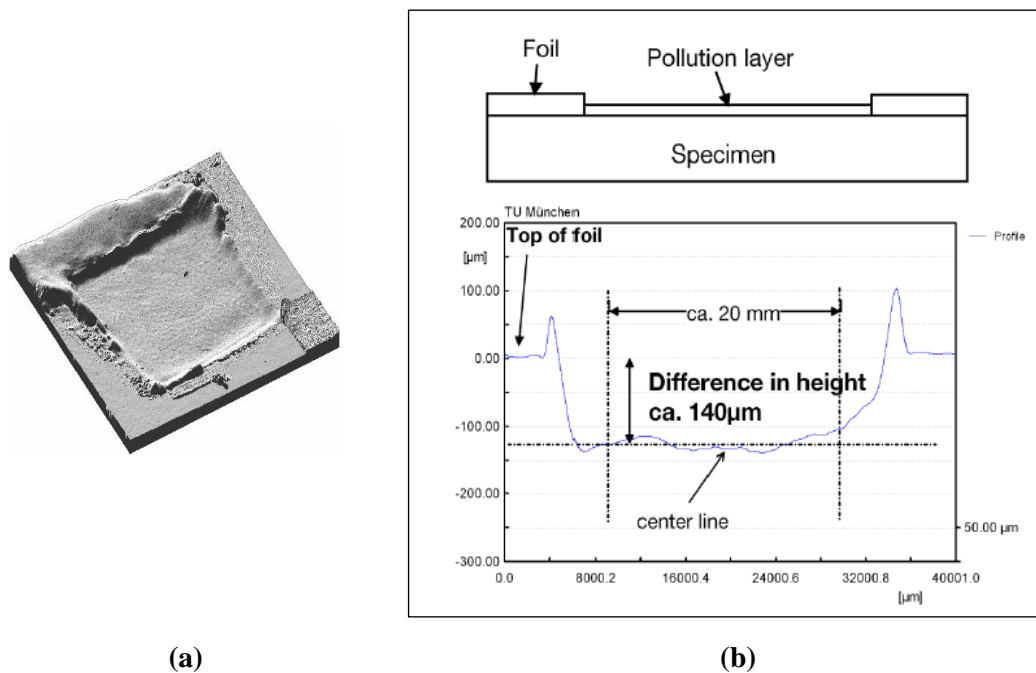 Foil
Pollution layer
Specimen
TU München
200.00
Top of foil
[µm]
Profile
100.00
ca. 20 mm
0.00
Difference in height
ca. 140µm
-100.00
-200.00
center line
50.00 µm
-300.00
0.0 8000.2 16000.4 24000.6 32000.8 40001.0
[µm]
(a) (b)